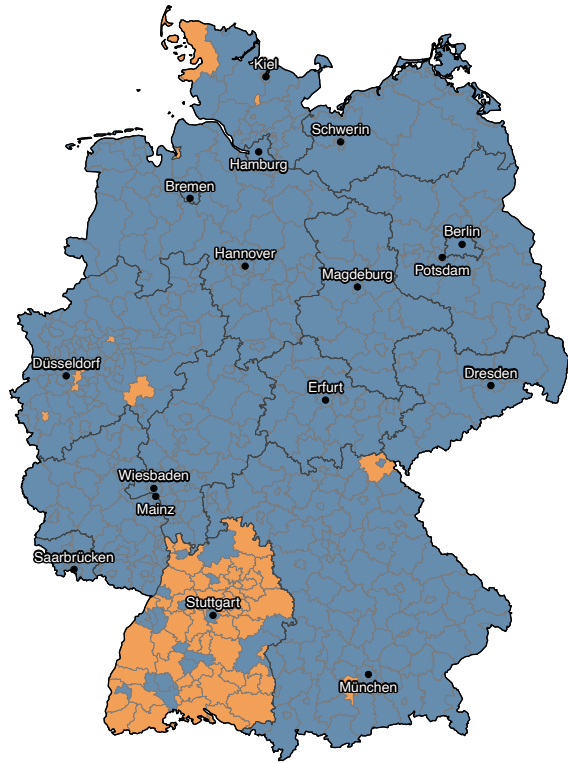 Kiel
Schwerin
Hamburg
Bremen
Berlin
Hannover
Potsdam
Magdeburg
Düsseldorf
Dresden
Erfurt
Wiesbaden
Mainz
Saarbrücken
Stuttgart
München